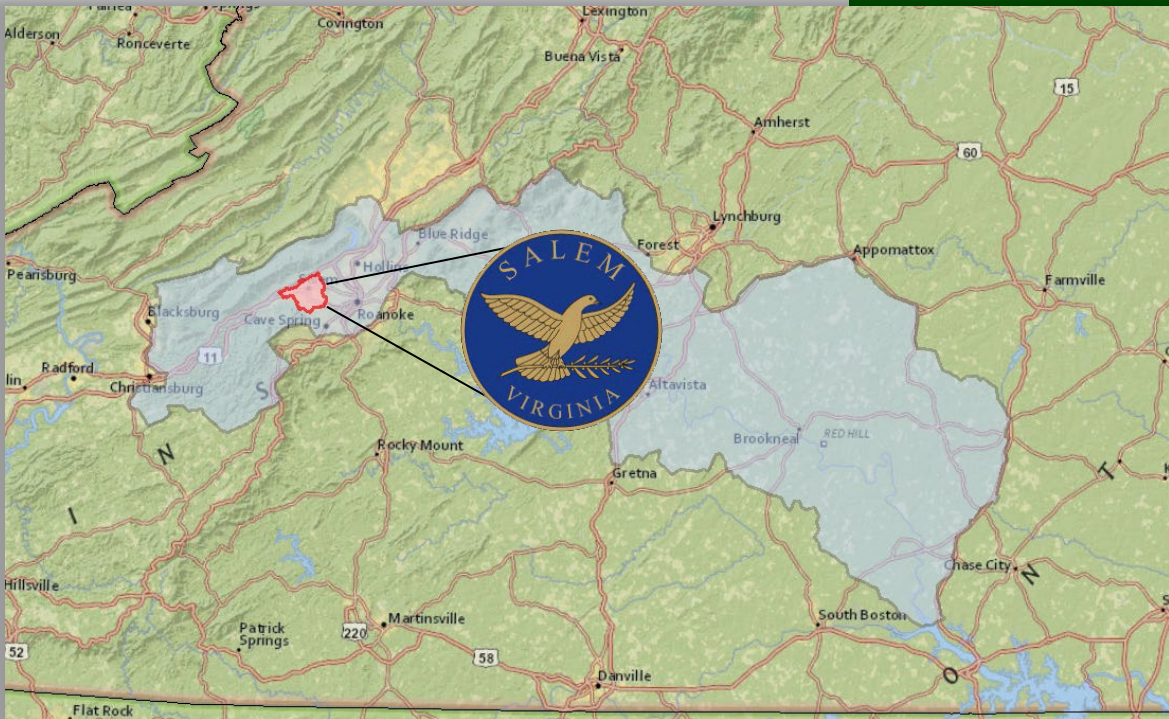 Covington
Lexington
Alderson
Ronceverte
Buena Vista
15
Amherst
60
Lynchburg
Blue Ridge
Forest
Appomattox
SALEM
Pearisburg
Farmville
Blacksburg
Cave Spring
Roanoke
11
Radford
lin
Christiansburg
S
Altavista
VIRGINIA
Brookneal
RED HILL
N
Rocky Mount
Gretna
T
I
Chase City
N
Hillsville
South Boston
Martinsville
220
Patrick
Springs
52
58
Danville
O
Flat Rock